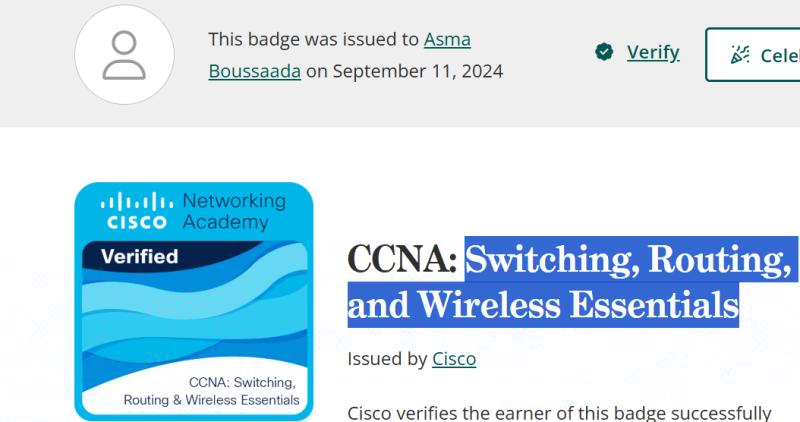 This badge was issued to Asma
Boussaada on September 11, 2024
Verify
Cele
CISCO Networking
Academy
Verified
CCNA: Switching,
Routing & Wireless Essentials
CCNA: Switching, Routing,
and Wireless Essentials
Issued by Cisco
Cisco verifies the earner of this badge successfully